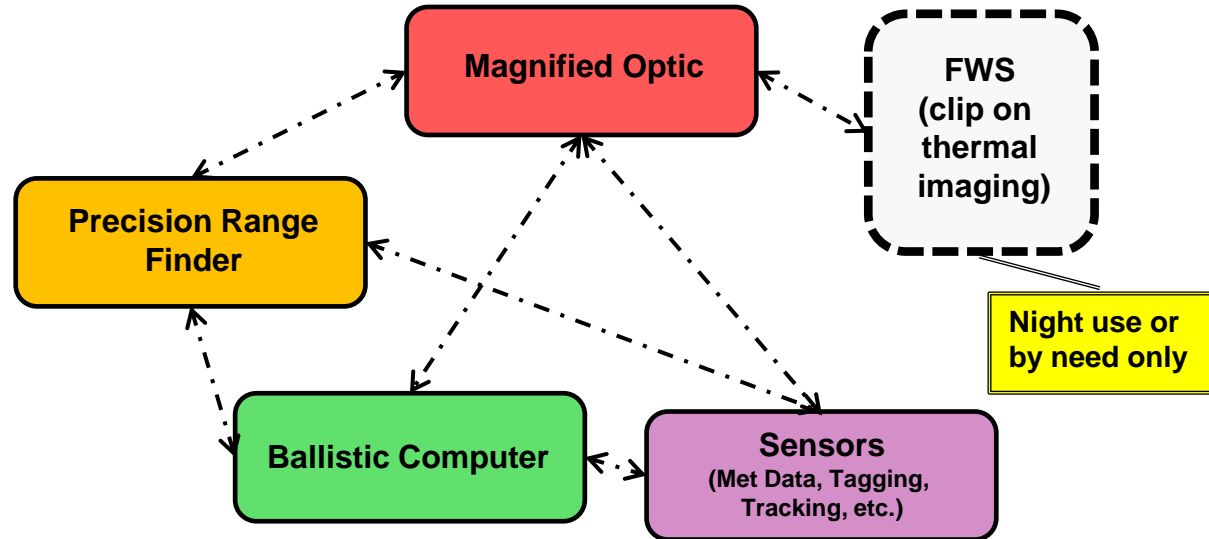 Magnified Optic
FWS
(clip on
thermal
imaging)
Precision Range
Finder
Night use or
by need only
Ballistic Computer
Sensors
(Met Data, Tagging,
Tracking, etc.)